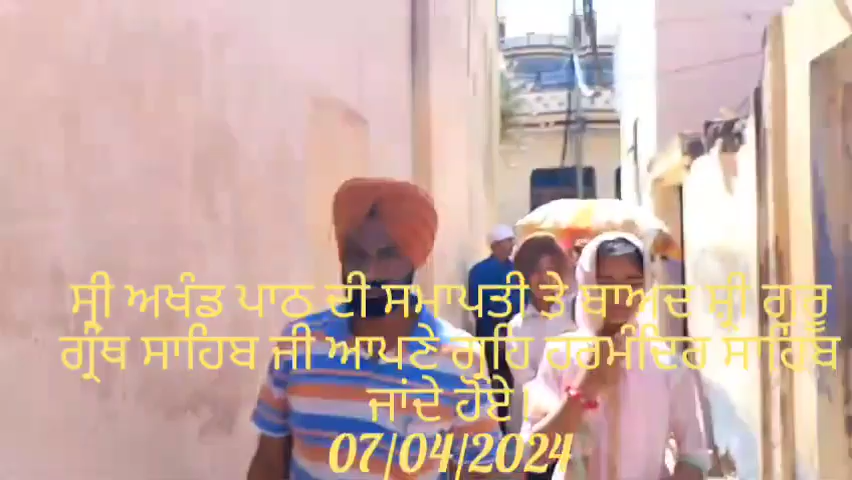 ਸ੍ਰੀ ਅਖੰਡ ਪਾਠ ਦੀ ਸਮਾਪਤੀ ਤੇ ਬਾਅਦ ਸ਼੍ਰੀ ਗੁਰੂ
ਗ੍ਰੰਥ ਸਾਹਿਬ ਜੀ ਆਪਣੇ ਗ੍ਰਹਿ ਹਰਮੰਦਿਰ ਸਾਹਿਬ
ਜਾਂਦੇ ਹੋਏ।
07/04/2024